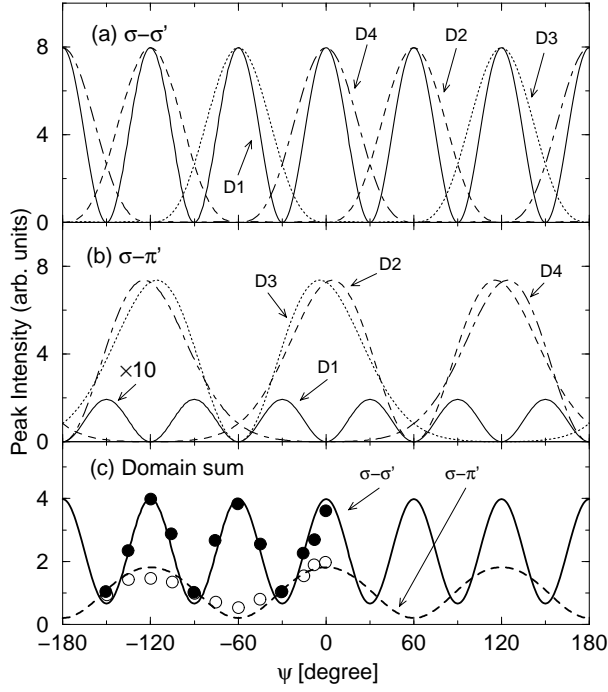 (a) σ−σ'
D4
D2
D3
D1
8
4
0
(b) σ−π'
D2
D3
D4
D1
×10
8
4
0
Peak Intensity (arb. units)
(c) Domain sum
σ−σ'
σ−π'
4
2
0
−180 −120 −60 0 60 120 180
ψ [degree]